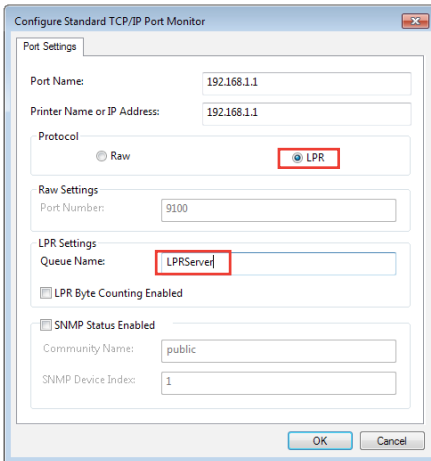 Configure Standard TCP/IP Port Monitor
Port Settings
Port Name: 192.168.1.1
Printer Name or IP Address: 192.168.1.1
Protocol
Raw LPR
Raw Settings
Port Number: 9100
LPR Settings
Queue Name: LPRServer
LPR Byte Counting Enabled
SNMP Status Enabled
Community Name: public
SNMP Device Index: 1
OK Cancel